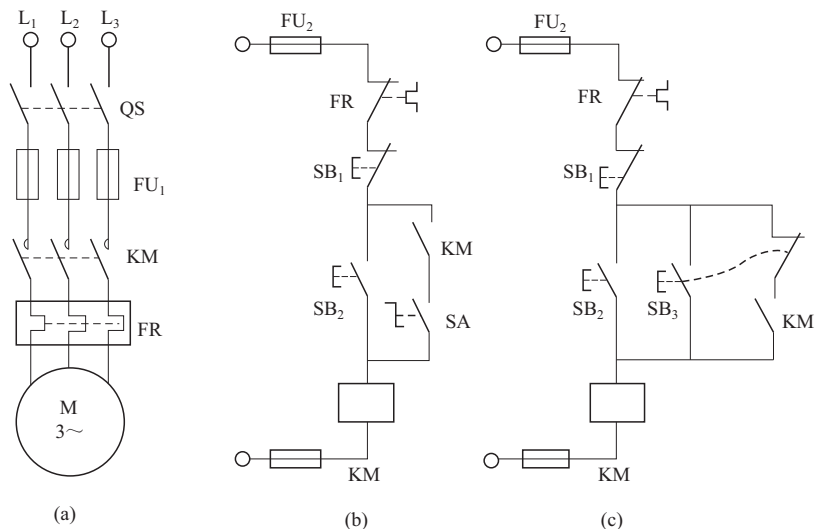 L₁ L₂ L₃
QS
FU₁
KM
FR
M
3～
(a)
FU₂
FR
SB₁
KM
SB₂
SA
KM
(b)
FU₂
FR
SB₁
SB₂
SB₃
KM
KM
(c)